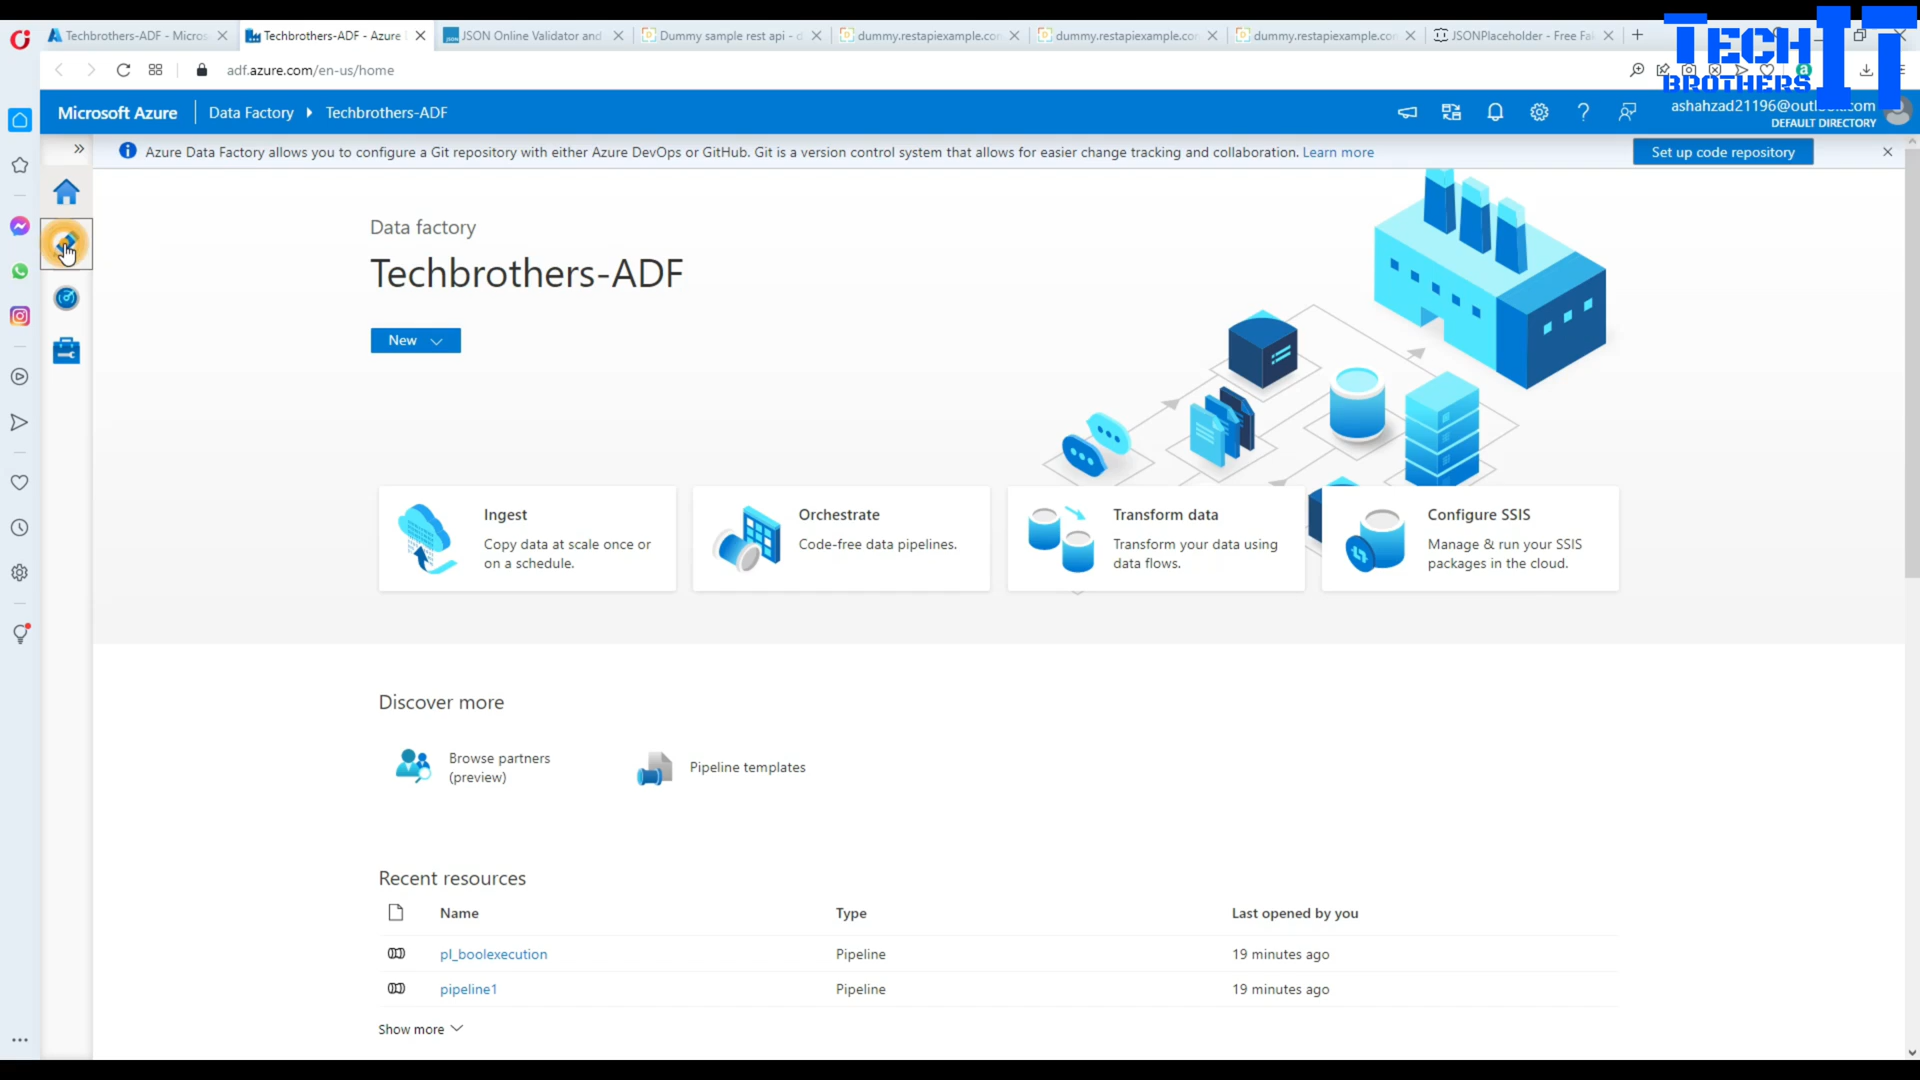 Techbrothers-ADF - Micros
Techbrothers-ADF - Azure
JSON Online Validator and
Dummy sample rest api - d
dummy.restapiexample.con
dummy.restapiexample.con
dummy.restapiexample.con
JSONPlaceholder - Free Fa
TECH IT
BROTHERS
adf.azure.com/en-us/home
Microsoft Azure
Data Factory
Techbrothers-ADF
DEFAULT DIRECTORY
Azure Data Factory allows you to configure a Git repository with either Azure DevOps or GitHub. Git is a version control system that allows for easier change tracking and collaboration. Learn more
Set up code repository
Data factory
Techbrothers-ADF
New
Ingest
Copy data at scale once or
on a schedule.
Orchestrate
Code-free data pipelines.
Transform data
Transform your data using
data flows.
Configure SSIS
Manage & run your SSIS
packages in the cloud.
Discover more
Browse partners
(preview)
Pipeline templates
Recent resources
Name Type Last opened by you
pl_boolexecution Pipeline 19 minutes ago
pipeline1 Pipeline 19 minutes ago
Show more